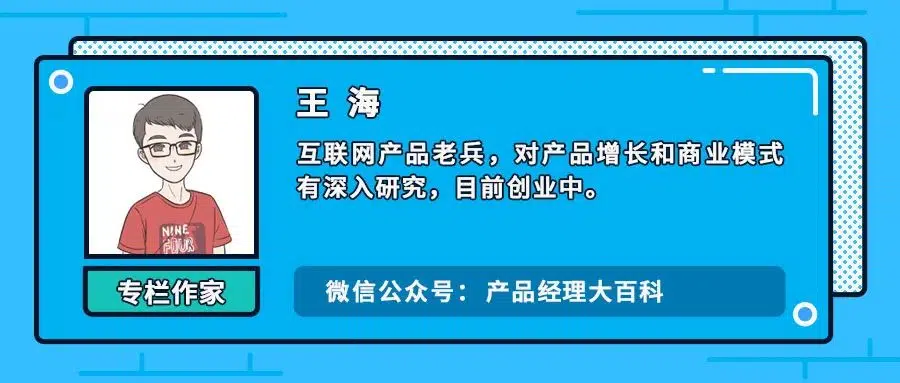 王 海
互联网产品老兵，对产品增长和商业模式
有深入研究，目前创业中。
NINE
FOUR
专栏作家
微信公众号：产品经理大百科